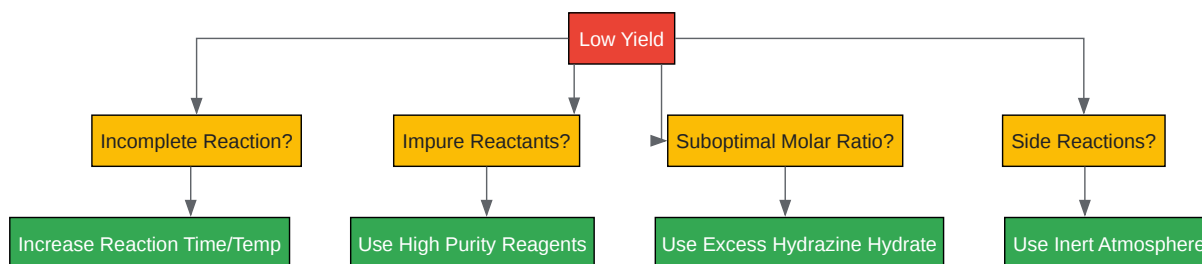 Low Yield
Incomplete Reaction?
Impure Reactants?
Suboptimal Molar Ratio?
Side Reactions?
Increase Reaction Time/Temp
Use High Purity Reagents
Use Excess Hydrazine Hydrate
Use Inert Atmosphere